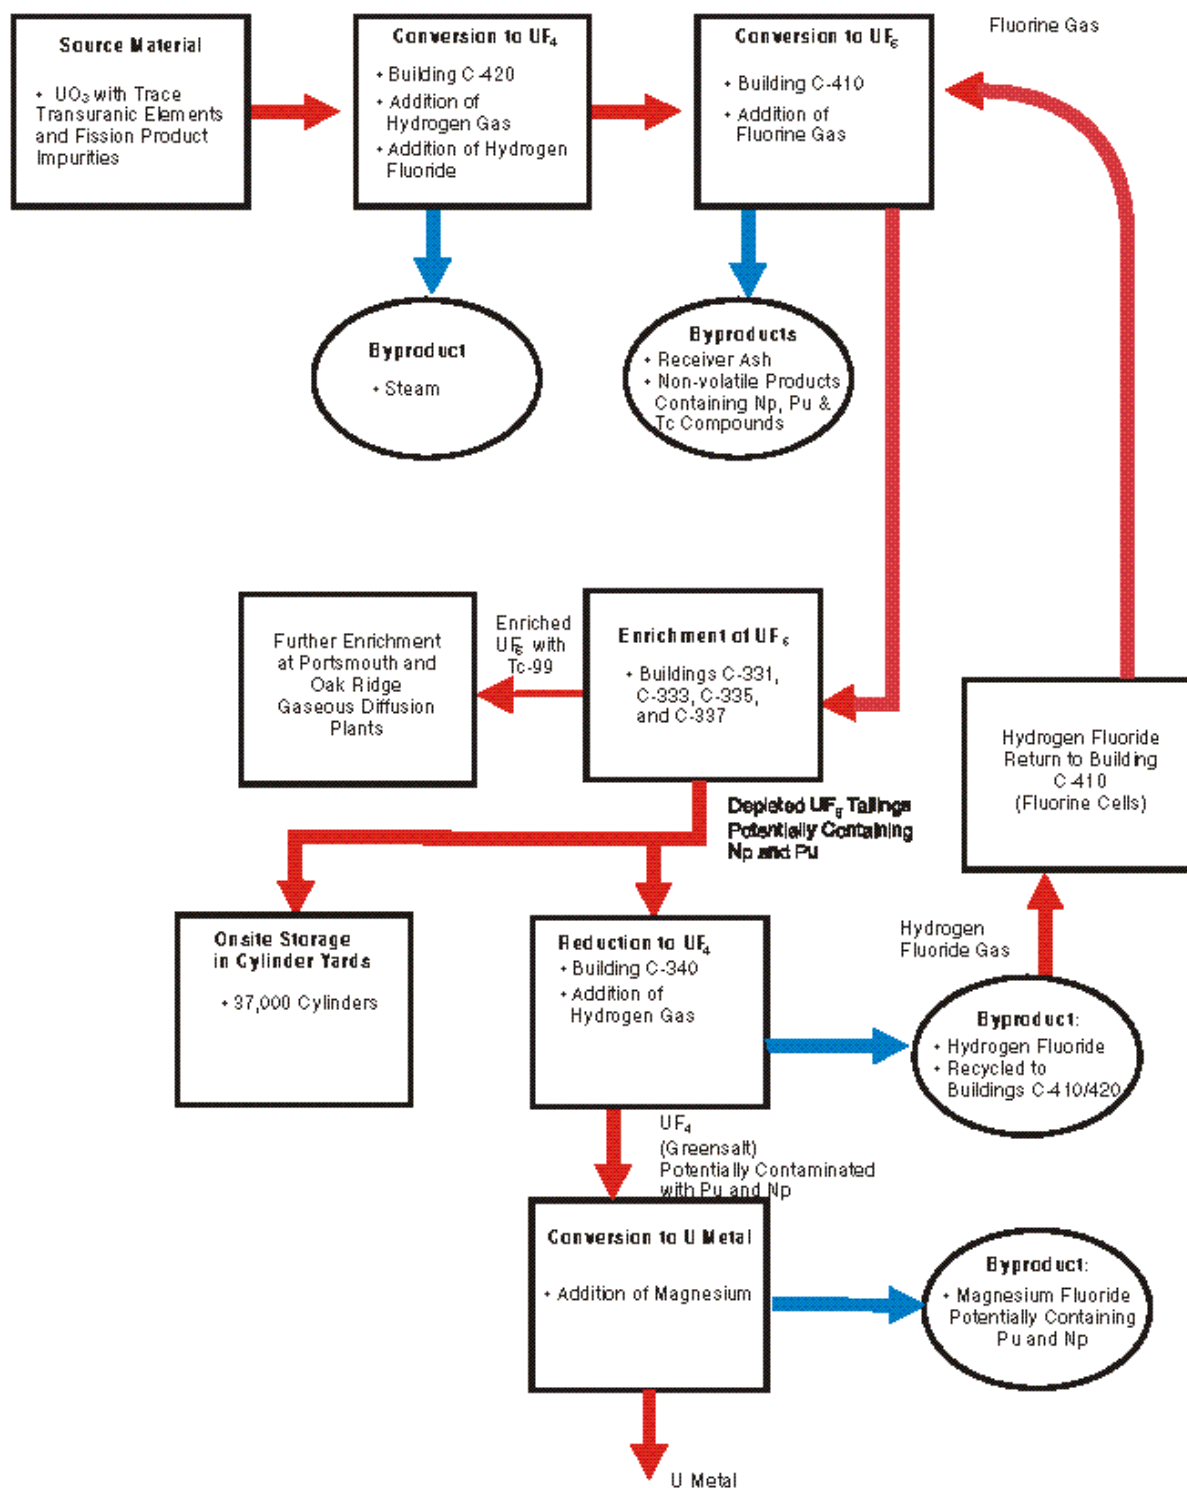 Source Material
• UO₃ with Trace
Transuranic Elements
and Fission Product
Impurities
Conversion to UF₄
• Building C-420
• Addition of
Hydrogen Gas
• Addition of Hydrogen
Fluoride
Conversion to UF₆
• Building C-410
• Addition of
Fluorine Gas
Fluorine Gas
Byproduct
• Steam
Byproducts
• Receiver Ash
• Non-volatile Products
Containing Np, Pu &
Tc Compounds
Further Enrichment
at Portsmouth and
Oak Ridge
Gaseous Diffusion
Plants
Enriched
UF₆ with
Tc-99
Enrichment of UF₆
• Buildings C-331,
C-333, C-335,
and C-337
Hydrogen Fluoride
Return to Building
C-410
(Fluorine Cells)
Depleted UF₆ Tailings
Potentially Containing
Np and Pu
Onsite Storage
in Cylinder Yards
• 37,000 Cylinders
Reduction to UF₄
• Building C-340
• Addition of
Hydrogen Gas
Hydrogen
Fluoride Gas
Byproduct:
• Hydrogen Fluoride
• Recycled to
Buildings C-410/420
UF₄
(Greensalt)
Potentially Contaminated
with Pu and Np
Conversion to U Metal
• Addition of Magnesium
Byproduct:
• Magnesium Fluoride
Potentially Containing
Pu and Np
U Metal